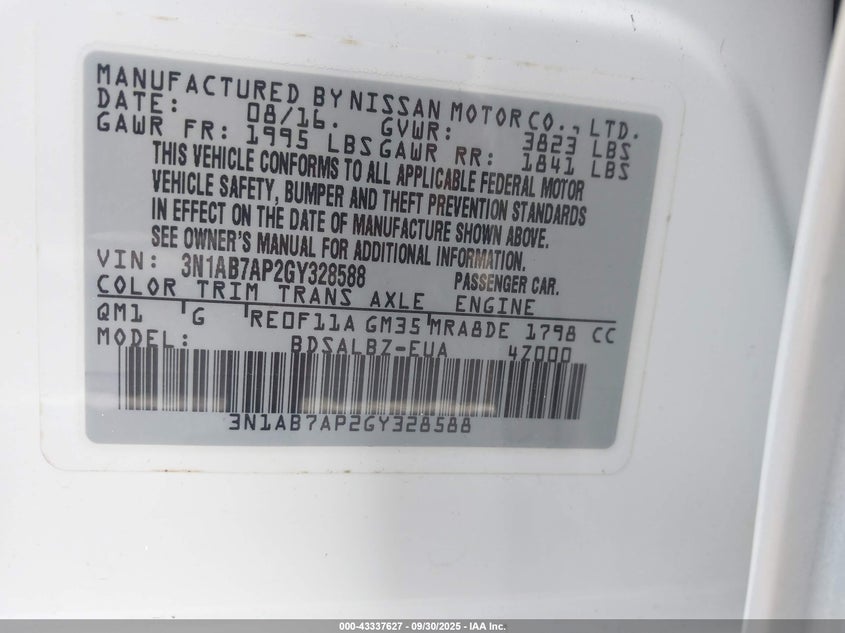 MANUFACTURED BY NISSAN MOTOR CO., LTD.
DATE: 08/16. GVWR: 3823 LBS
GAWR FR: 1995 LBS GAWR RR: 1841 LBS
THIS VEHICLE CONFORMS TO ALL APPLICABLE FEDERAL MOTOR
VEHICLE SAFETY, BUMPER AND THEFT PREVENTION STANDARDS
IN EFFECT ON THE DATE OF MANUFACTURE SHOWN ABOVE.
SEE OWNER'S MANUAL FOR ADDITIONAL INFORMATION.
VIN: 3N1AB7AP2GY328588 PASSENGER CAR.
COLOR TRIM TRANS AXLE ENGINE
QM1 G RE0F11A GM35 MRA8DE 1798 CC
MODEL: BDSALBZ-EUA 4Z000
3N1AB7AP2GY328588
000-43337627 - 09/30/2025 - IAA Inc.